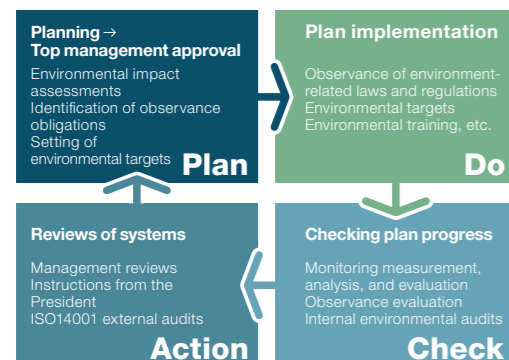 Planning →
Top management approval
Environmental impact
assessments
Identification of observance
obligations
Setting of
environmental targets
Plan
Plan implementation
Observance of environment-
related laws and regulations
Environmental targets
Environmental training, etc.
Do
Reviews of systems
Management reviews
Instructions from the
President
ISO14001 external audits
Action
Checking plan progress
Monitoring measurement,
analysis, and evaluation
Observance evaluation
Internal environmental audits
Check